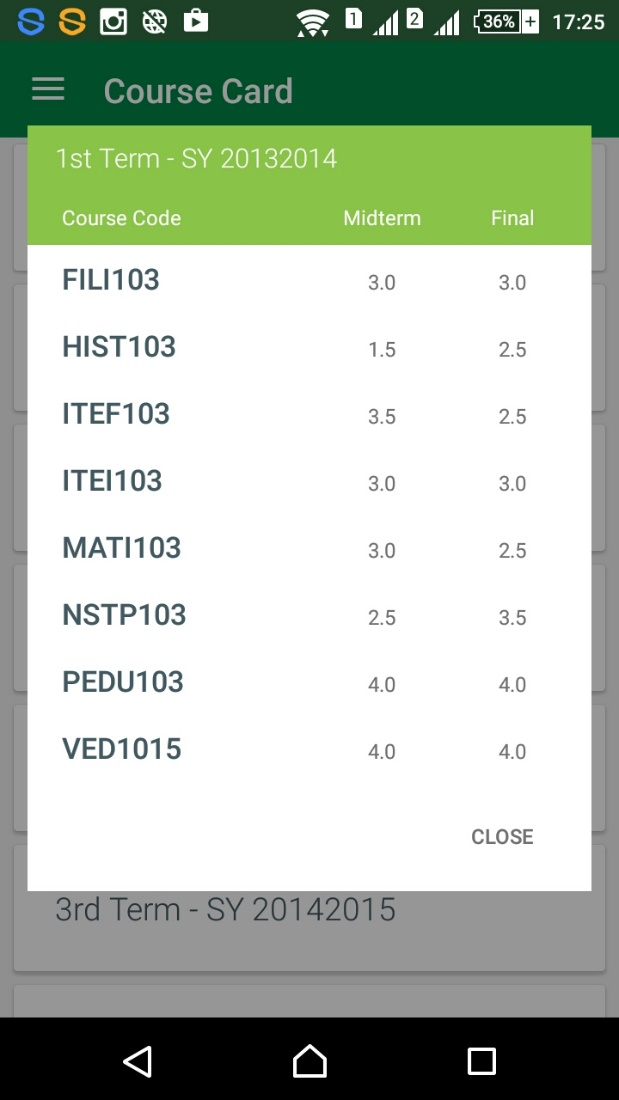 1 2 36% 17:25
Course Card
1st Term - SY 20132014
Course Code Midterm Final
FILI103 3.0 3.0
HIST103 1.5 2.5
ITEF103 3.5 2.5
ITEI103 3.0 3.0
MATI103 3.0 2.5
NSTP103 2.5 3.5
PEDU103 4.0 4.0
VED1015 4.0 4.0
CLOSE
3rd Term - SY 20142015